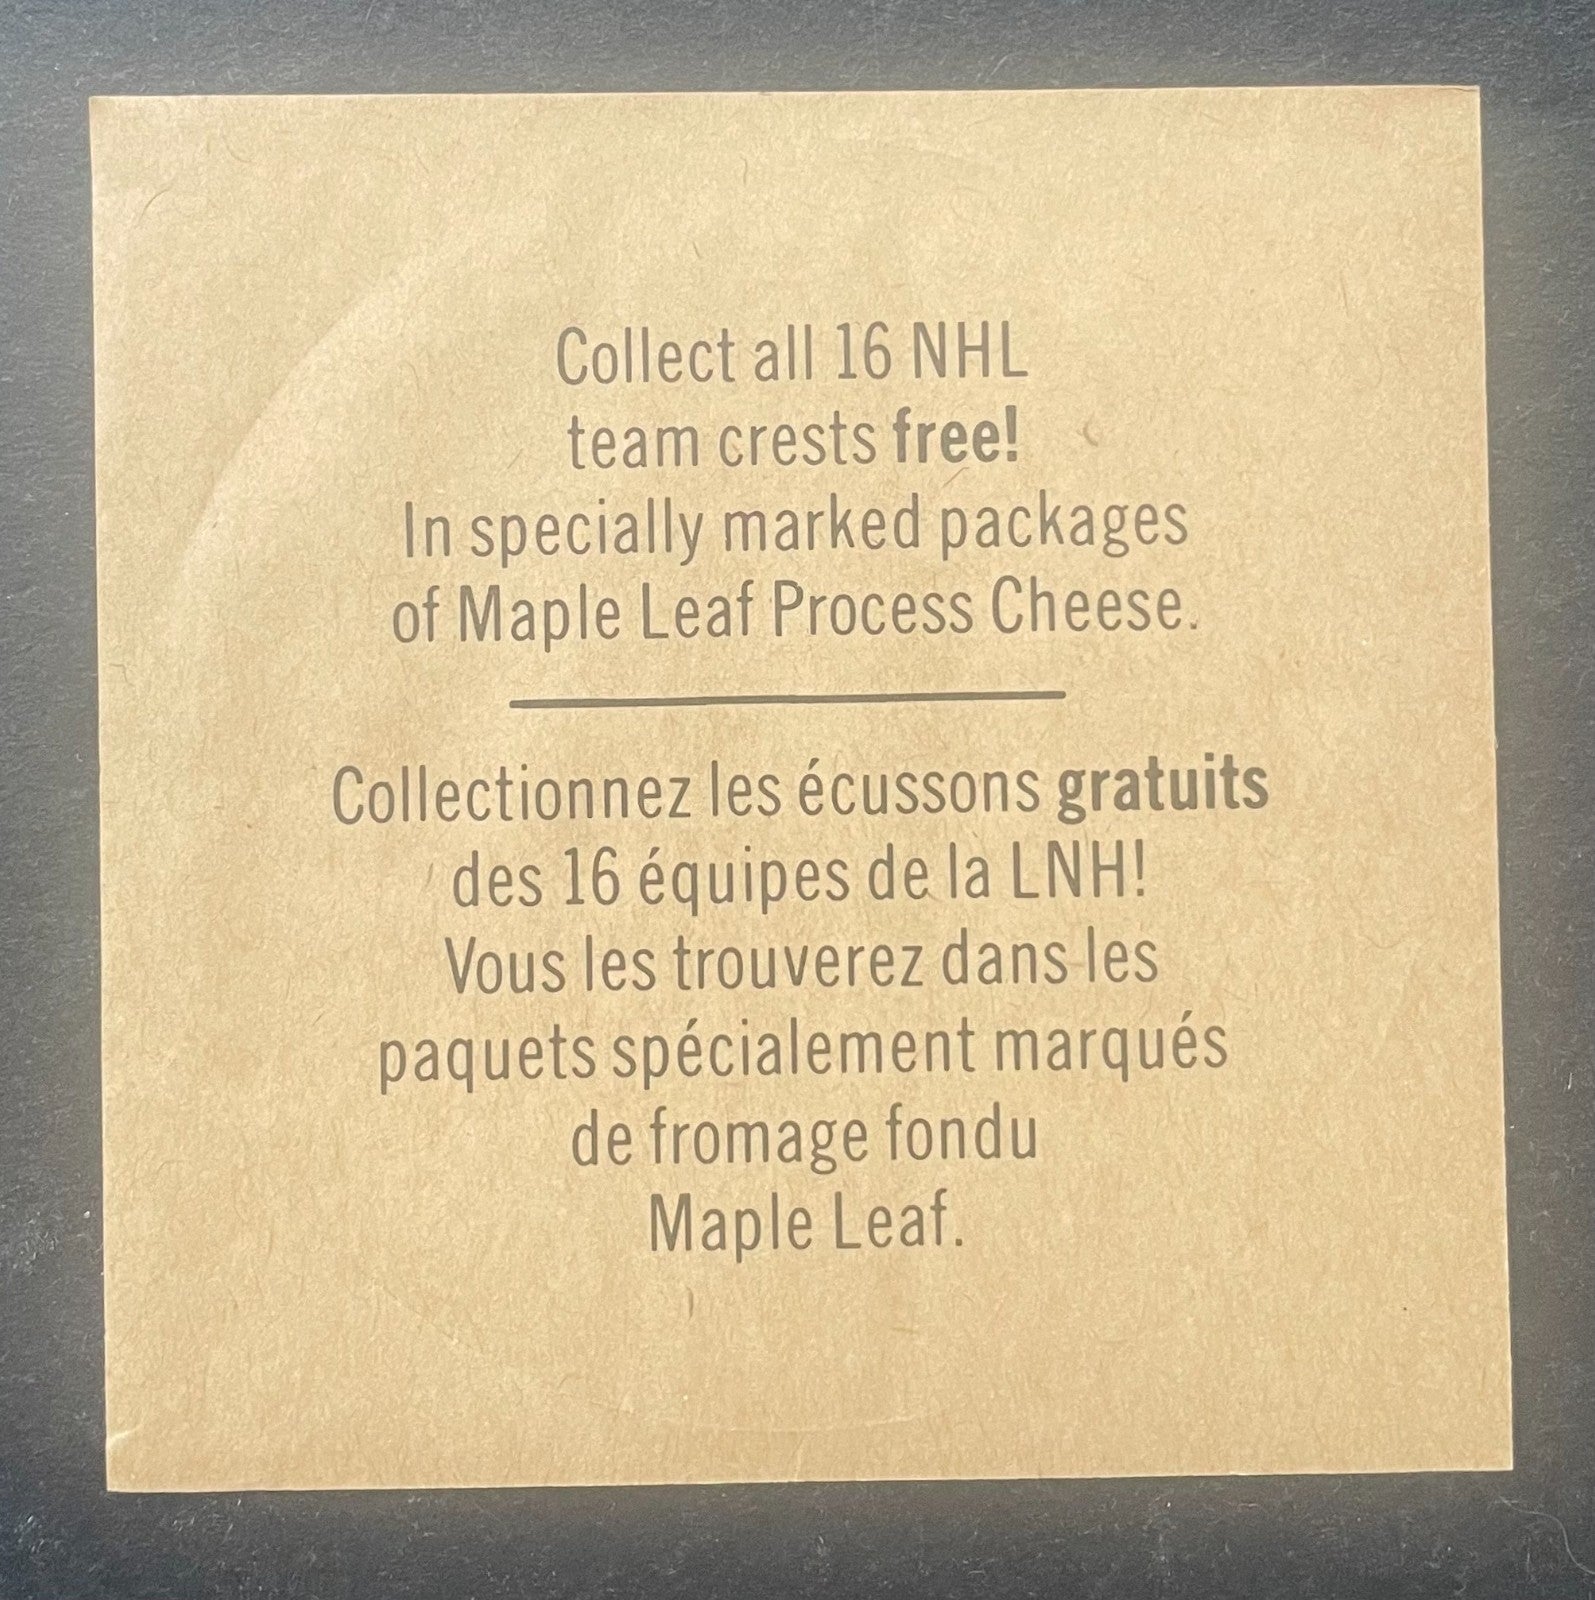 Collect all 16 NHL
team crests free!
In specially marked packages
of Maple Leaf Process Cheese.
Collectionnez les écussons gratuits
des 16 équipes de la LNH!
Vous les trouverez dans les
paquets spécialement marqués
de fromage fondu
Maple Leaf.